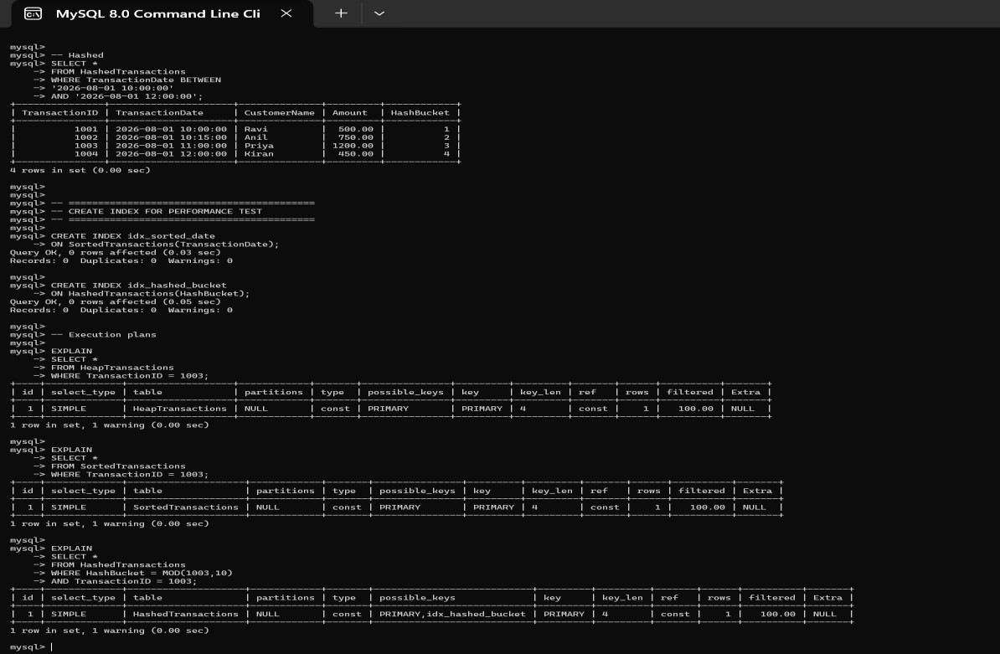 MySQL 8.0 Command Line Cli
mysql>
mysql> -- Hashed
mysql> SELECT *
    -> FROM HashedTransactions
    -> WHERE TransactionDate BETWEEN
    -> '2026-08-01 10:00:00'
    -> AND '2026-08-01 12:00:00';
| TransactionID | TransactionDate | CustomerName | Amount | HashBucket |
| 1001 | 2026-08-01 10:00:00 | Ravi | 500.00 | 1 |
| 1002 | 2026-08-01 10:15:00 | Anil | 750.00 | 2 |
| 1003 | 2026-08-01 11:00:00 | Priya | 1200.00 | 3 |
| 1004 | 2026-08-01 12:00:00 | Kiran | 450.00 | 4 |
4 rows in set (0.00 sec)
mysql>
mysql>
mysql> -- ==========================================
mysql> -- CREATE INDEX FOR PERFORMANCE TEST
mysql> -- ==========================================
mysql>
mysql> CREATE INDEX idx_sorted_date
    -> ON SortedTransactions(TransactionDate);
Query OK, 0 rows affected (0.03 sec)
Records: 0  Duplicates: 0  Warnings: 0
mysql>
mysql> CREATE INDEX idx_hashed_bucket
    -> ON HashedTransactions(HashBucket);
Query OK, 0 rows affected (0.05 sec)
Records: 0  Duplicates: 0  Warnings: 0
mysql>
mysql> -- Execution plans
mysql>
mysql> EXPLAIN
    -> SELECT *
    -> FROM HeapTransactions
    -> WHERE TransactionID = 1003;
| id | select_type | table | partitions | type | possible_keys | key | key_len | ref | rows | filtered | Extra |
| 1 | SIMPLE | HeapTransactions | NULL | const | PRIMARY | PRIMARY | 4 | const | 1 | 100.00 | NULL |
1 row in set, 1 warning (0.00 sec)
mysql>
mysql> EXPLAIN
    -> SELECT *
    -> FROM SortedTransactions
    -> WHERE TransactionID = 1003;
| id | select_type | table | partitions | type | possible_keys | key | key_len | ref | rows | filtered | Extra |
| 1 | SIMPLE | SortedTransactions | NULL | const | PRIMARY | PRIMARY | 4 | const | 1 | 100.00 | NULL |
1 row in set, 1 warning (0.00 sec)
mysql>
mysql> EXPLAIN
    -> SELECT *
    -> FROM HashedTransactions
    -> WHERE HashBucket = MOD(1003,10)
    -> AND TransactionID = 1003;
| id | select_type | table | partitions | type | possible_keys | key | key_len | ref | rows | filtered | Extra |
| 1 | SIMPLE | HashedTransactions | NULL | const | PRIMARY,idx_hashed_bucket | PRIMARY | 4 | const | 1 | 100.00 | NULL |
1 row in set, 1 warning (0.00 sec)
mysql>